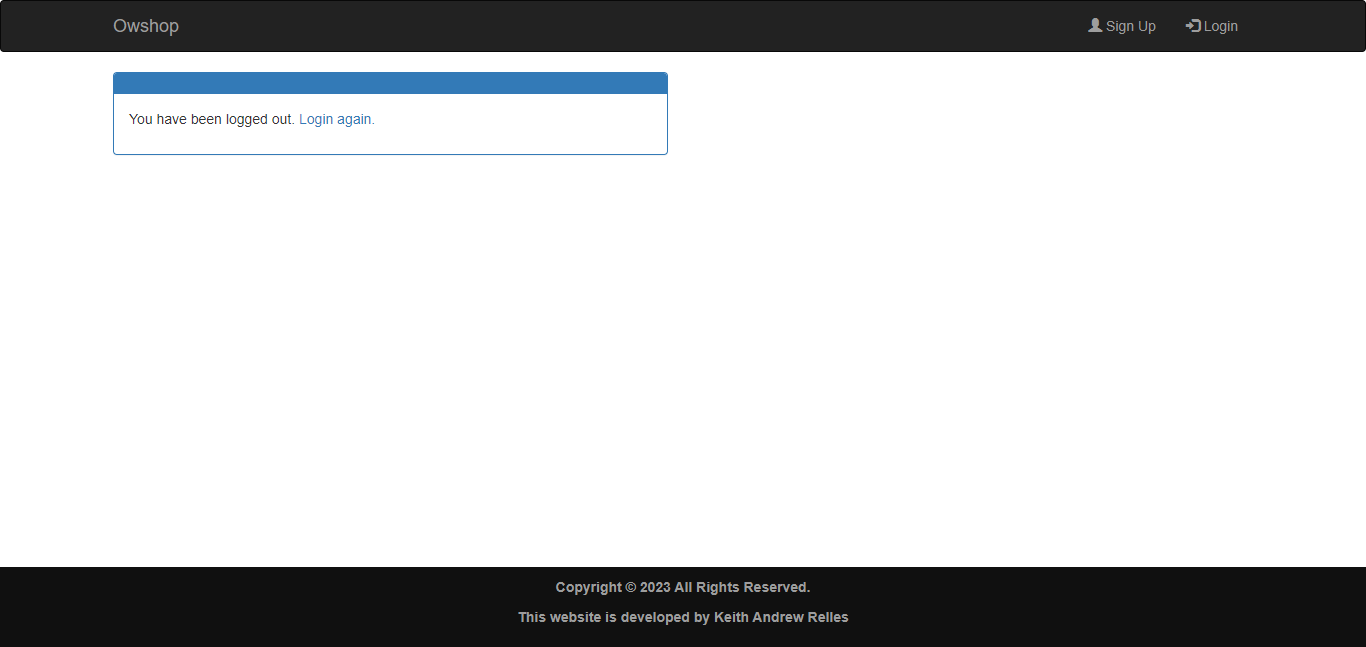 Owshop
Sign Up
Login
You have been logged out. Login again.
Copyright © 2023 All Rights Reserved.
This website is developed by Keith Andrew Relles